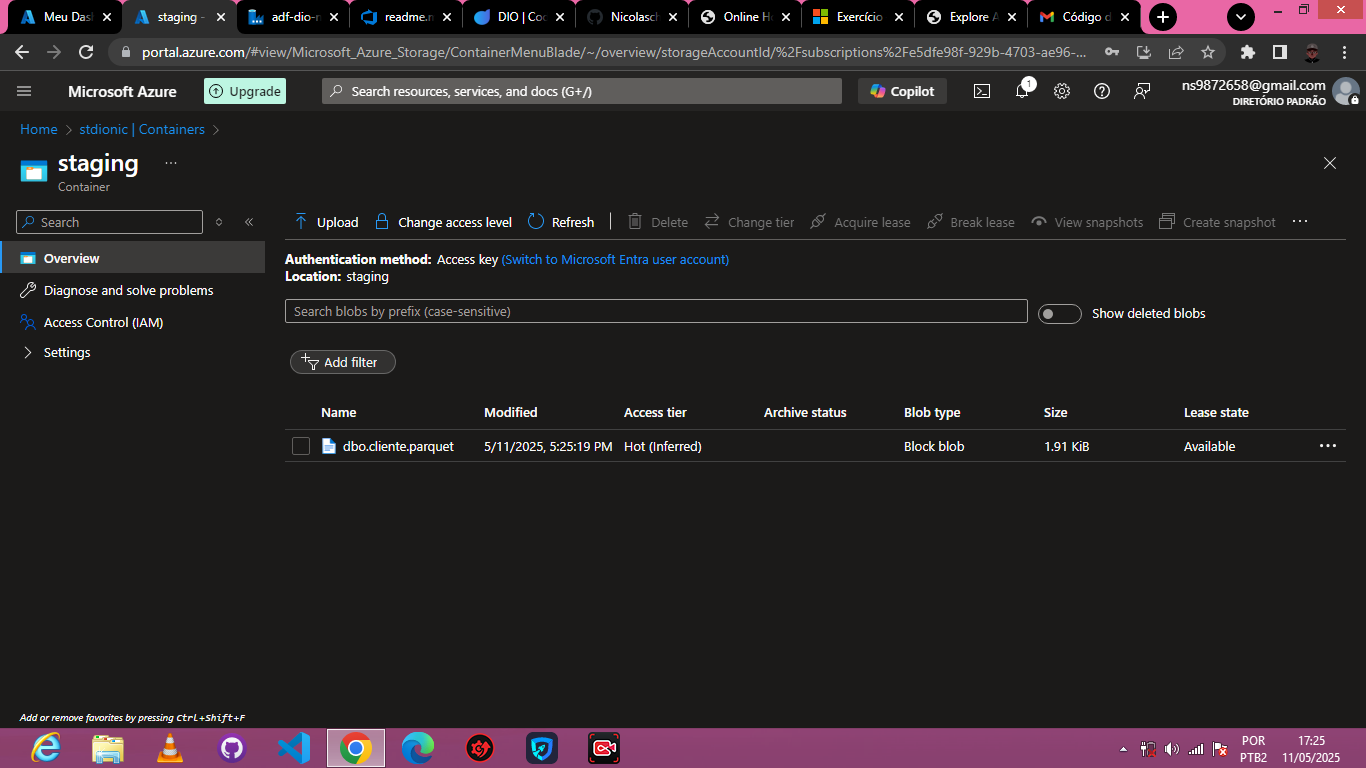 Meu Das
staging -
adf-dio-r
readme.n
DIO | Coc
Nicolasch
Online H
Exercício
Explore A
Código d
portal.azure.com/#view/Microsoft_Azure_Storage/ContainerMenuBlade/~/overview/storageAccountId/%2Fsubscriptions%2Fe5dfe98f-929b-4703-ae96-...
Microsoft Azure
Upgrade
Search resources, services, and docs (G+/)
Copilot
1
ns9872658@gmail.com
DIRETÓRIO PADRÃO
Home > stdionic | Containers >
staging ...
Container
Search
Upload Change access level Refresh Delete Change tier Acquire lease Break lease View snapshots Create snapshot ...
Overview
Diagnose and solve problems
Access Control (IAM)
Settings
Authentication method: Access key (Switch to Microsoft Entra user account)
Location: staging
Search blobs by prefix (case-sensitive)
Show deleted blobs
Add filter
Name Modified Access tier Archive status Blob type Size Lease state
dbo.cliente.parquet 5/11/2025, 5:25:19 PM Hot (Inferred) Block blob 1.91 KiB Available ...
Add or remove favorites by pressing Ctrl+Shift+F
POR 17:25
PTB2 11/05/2025